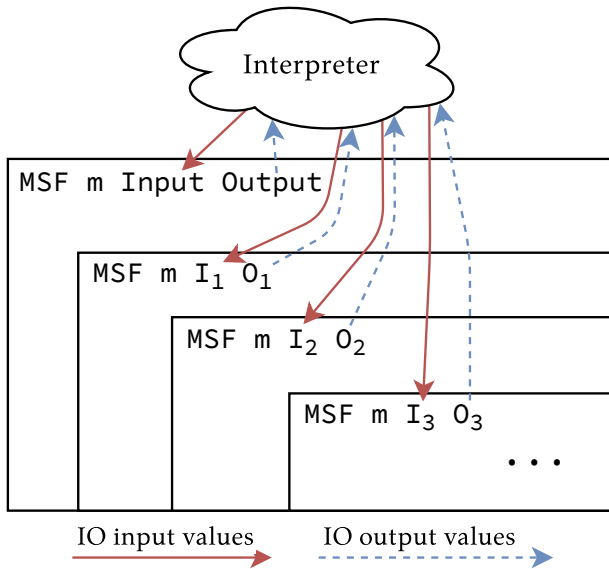 Interpreter
MSF m Input Output
MSF m I₁ O₁
MSF m I₂ O₂
MSF m I₃ O₃
...
IO input values IO output values